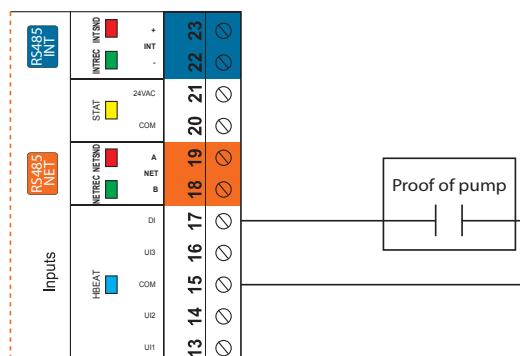 RS485
INT
INTREC INTSND
+
INT
-
23
22
STAT
24VAC
COM
21
20
RS485
NET
NETREC NETSND
A
NET
B
19
18
Inputs
HBEAT
DI
UI3
COM
UI2
UI1
17
16
15
14
13
Proof of pump